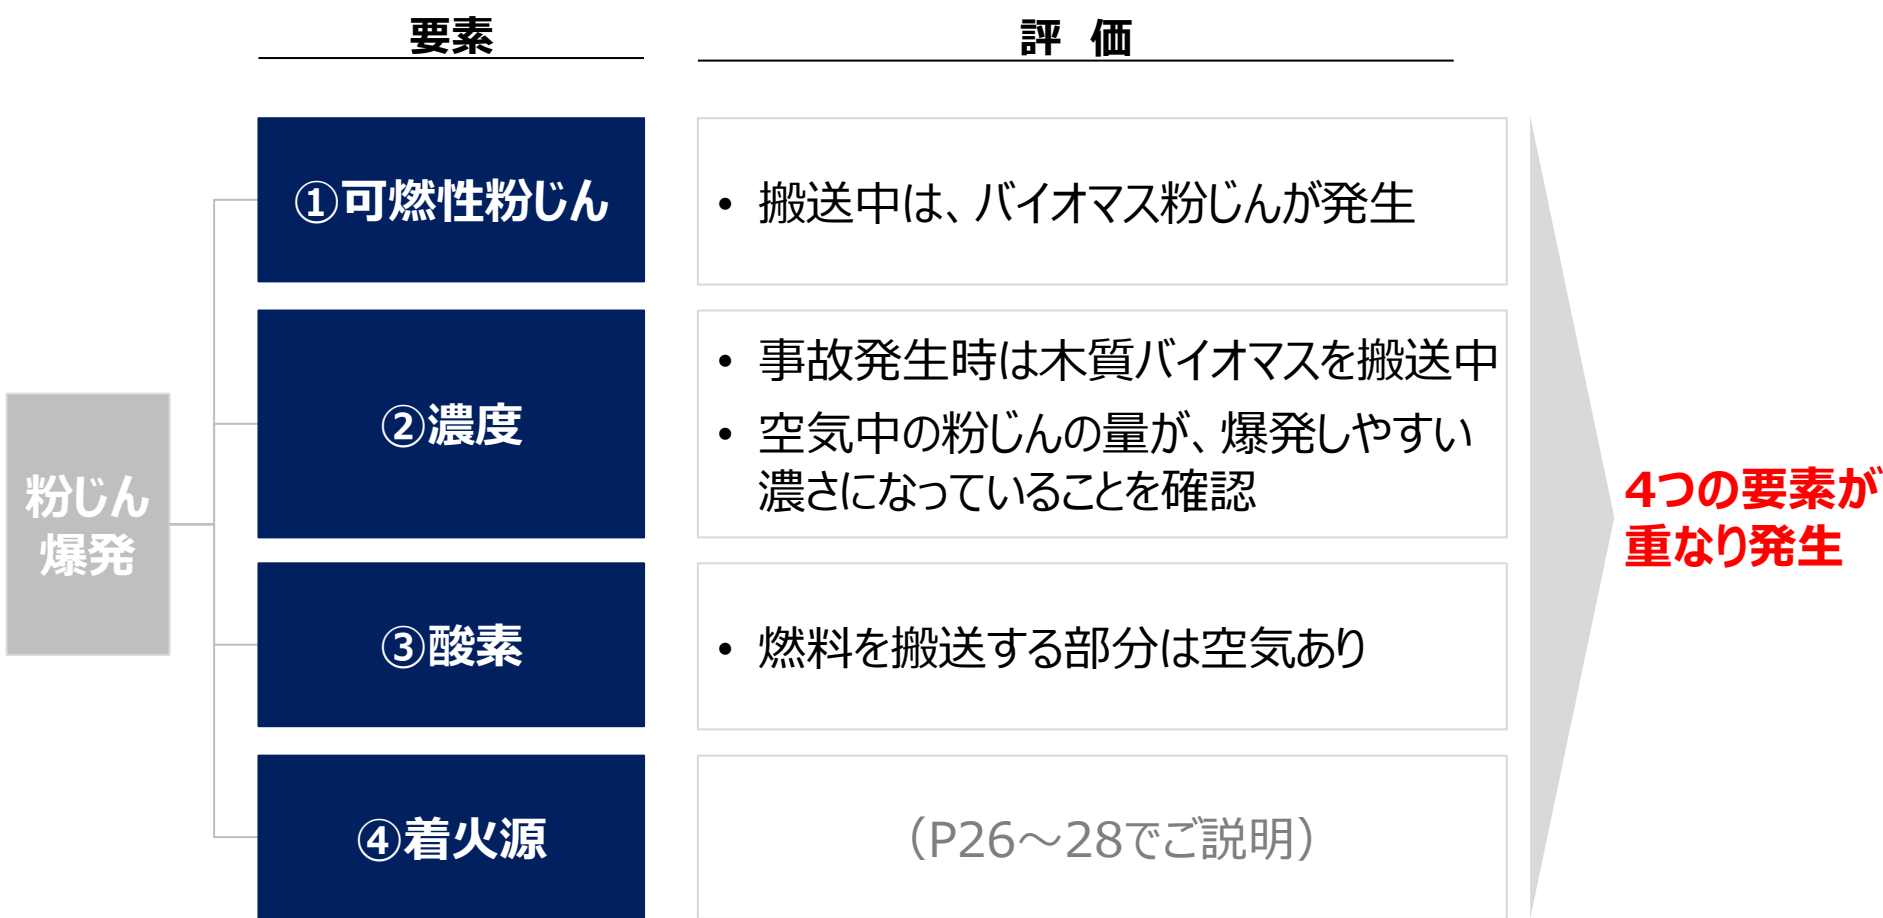 要素
評 価
粉じん
爆発
①可燃性粉じん
• 搬送中は、バイオマス粉じんが発生
②濃度
• 事故発生時は木質バイオマスを搬送中
• 空気中の粉じんの量が、爆発しやすい
濃さになっていることを確認
③酸素
• 燃料を搬送する部分は空気あり
④着火源
（P26～28でご説明）
4つの要素が
重なり発生